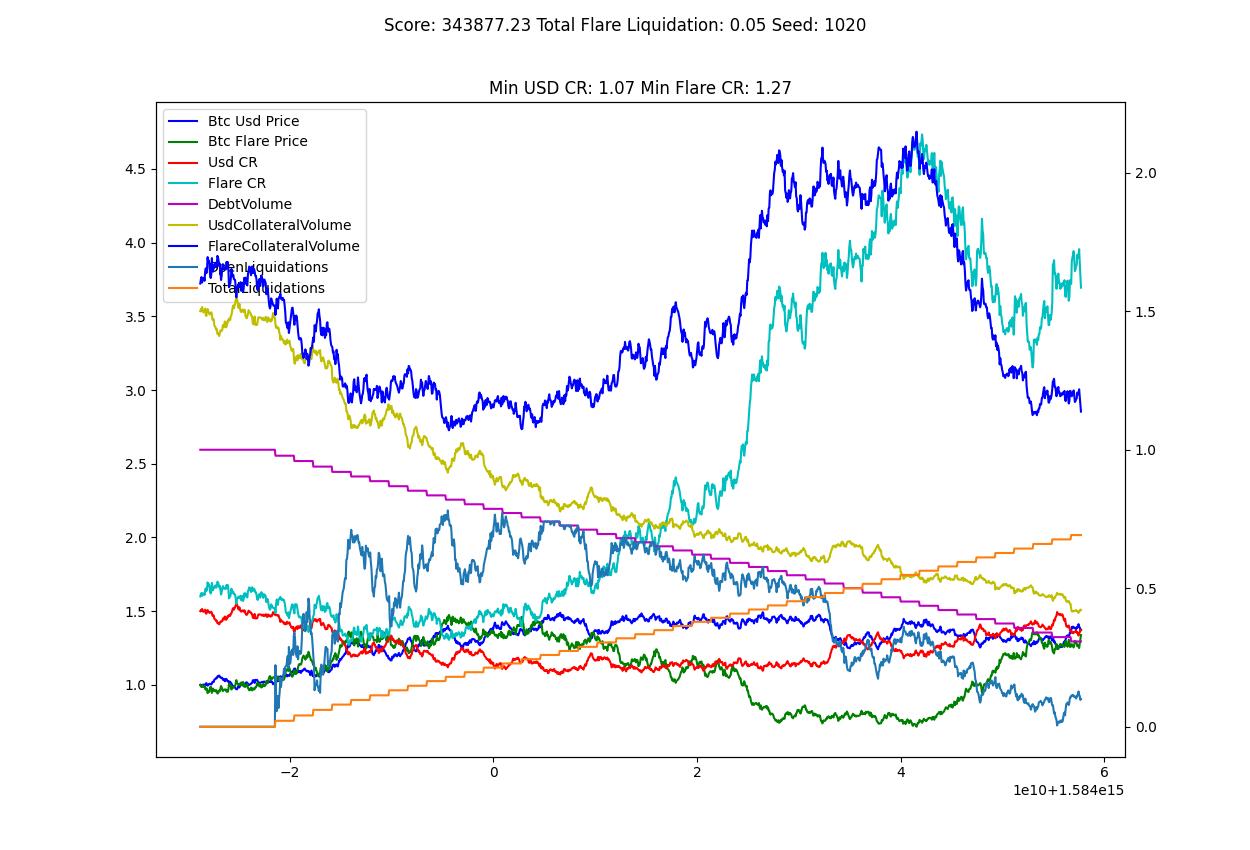 Score: 343877.23 Total Flare Liquidation: 0.05 Seed: 1020
Min USD CR: 1.07 Min Flare CR: 1.27
Btc Usd Price
Btc Flare Price
Usd CR
Flare CR
DebtVolume
UsdCollateralVolume
FlareCollateralVolume
OpenLiquidations
TotalLiquidations
4.5
4.0
3.5
3.0
2.5
2.0
1.5
1.0
2.0
1.5
1.0
0.5
0.0
−2
0
2
4
6
1e10+1.584e15